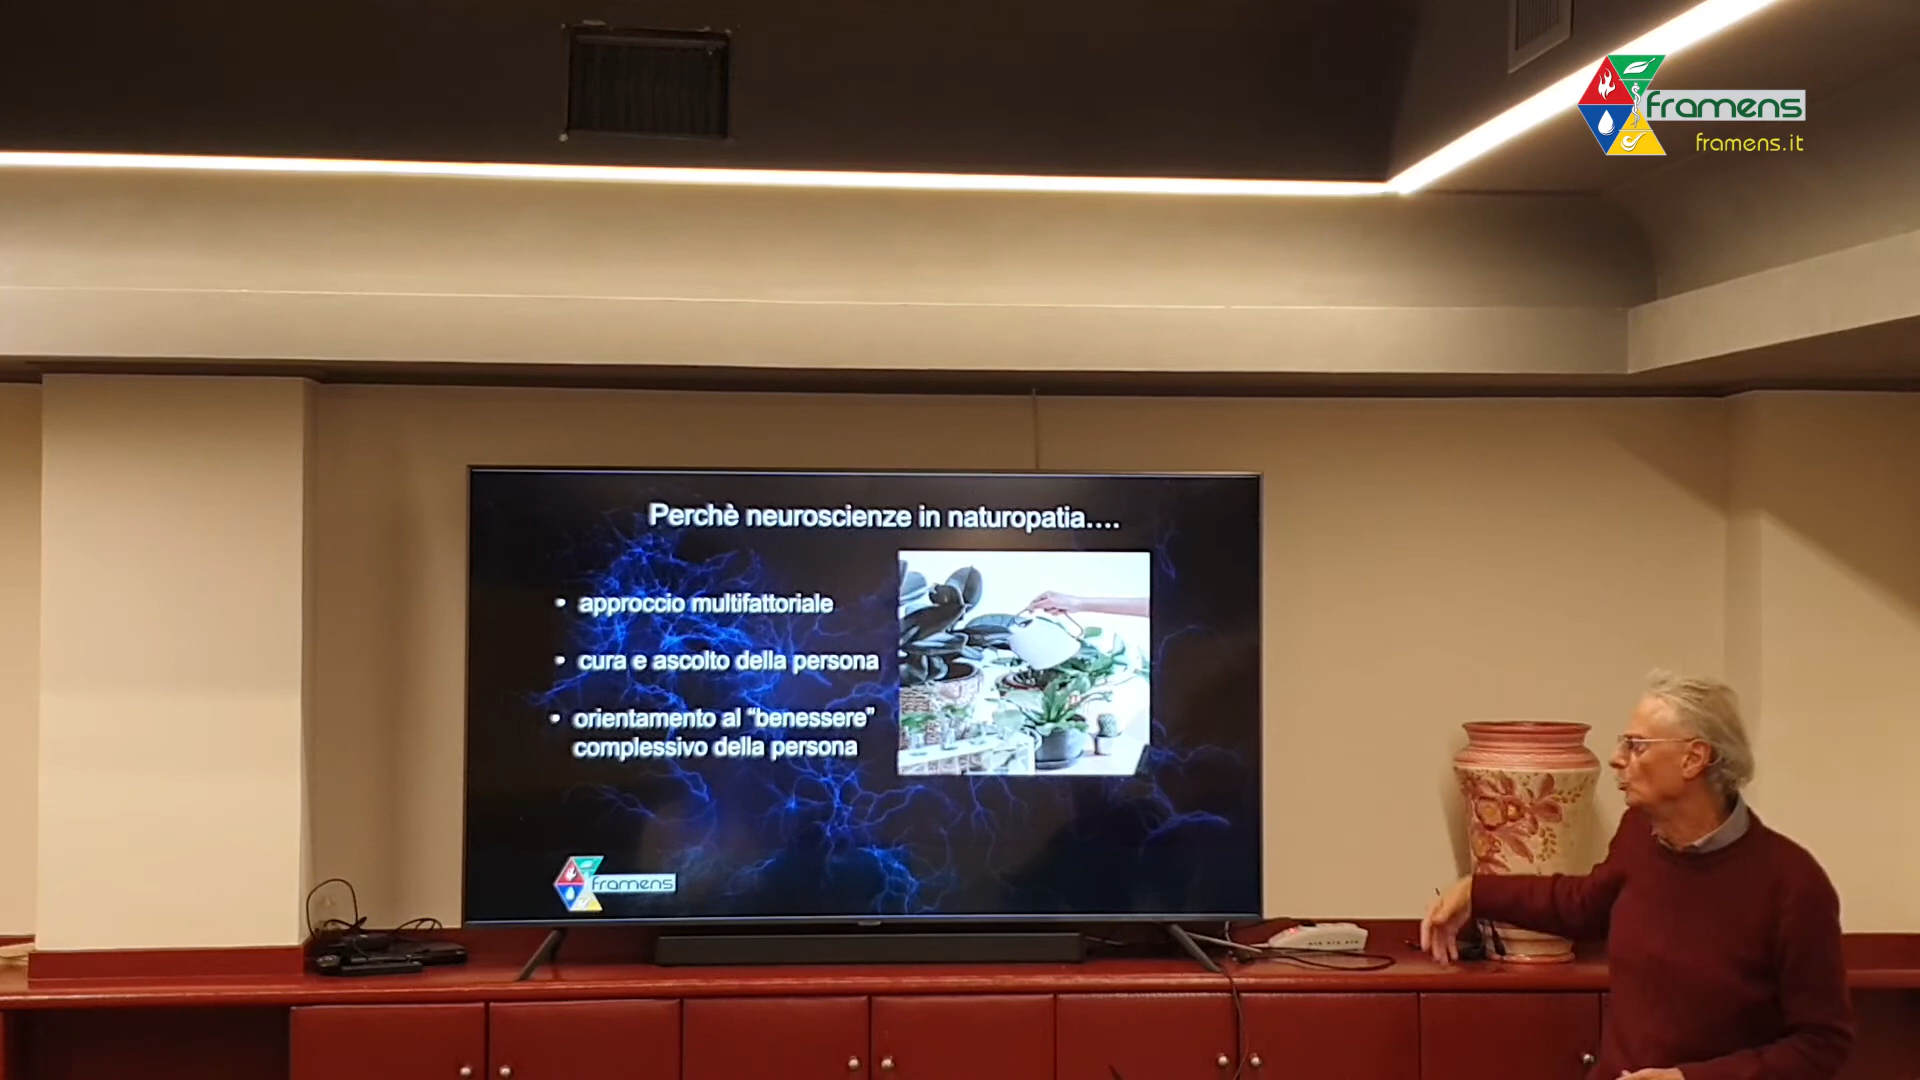 framens
framens.it
Perchè neuroscienze in naturopatia....
• approccio multifattoriale
• cura e ascolto della persona
• orientamento al “benessere”
complessivo della persona
framens